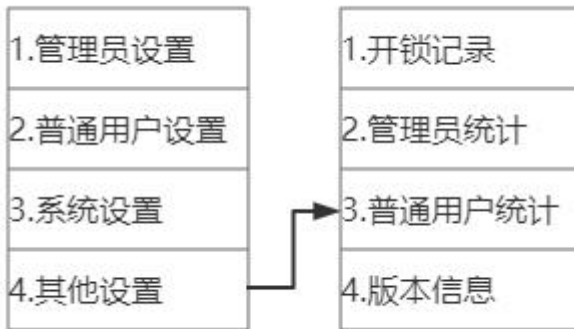 1.管理员设置
2.普通用户设置
3.系统设置
4.其他设置
1.开锁记录
2.管理员统计
3.普通用户统计
4.版本信息